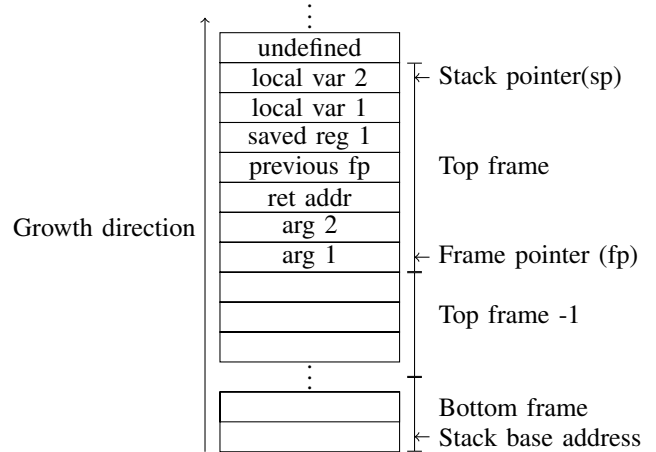 undefined
local var 2
Stack pointer(sp)
local var 1
saved reg 1
previous fp
Top frame
ret addr
Growth direction
arg 2
arg 1
Frame pointer (fp)
Top frame -1
Bottom frame
Stack base address